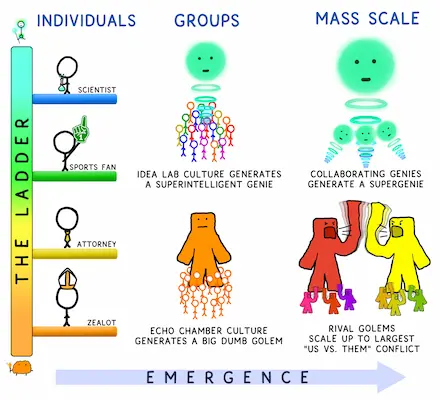 INDIVIDUALS
GROUPS
MASS SCALE
THE LADDER
SCIENTIST
SPORTS FAN
ATTORNEY
ZEALOT
IDEA LAB CULTURE GENERATES
A SUPERINTELLIGENT GENIE
COLLABORATING GENIES
GENERATE A SUPERGENIE
ECHO CHAMBER CULTURE
GENERATES A BIG DUMB GOLEM
RIVAL GOLEMS
SCALE UP TO LARGEST
"US VS. THEM" CONFLICT
EMERGENCE